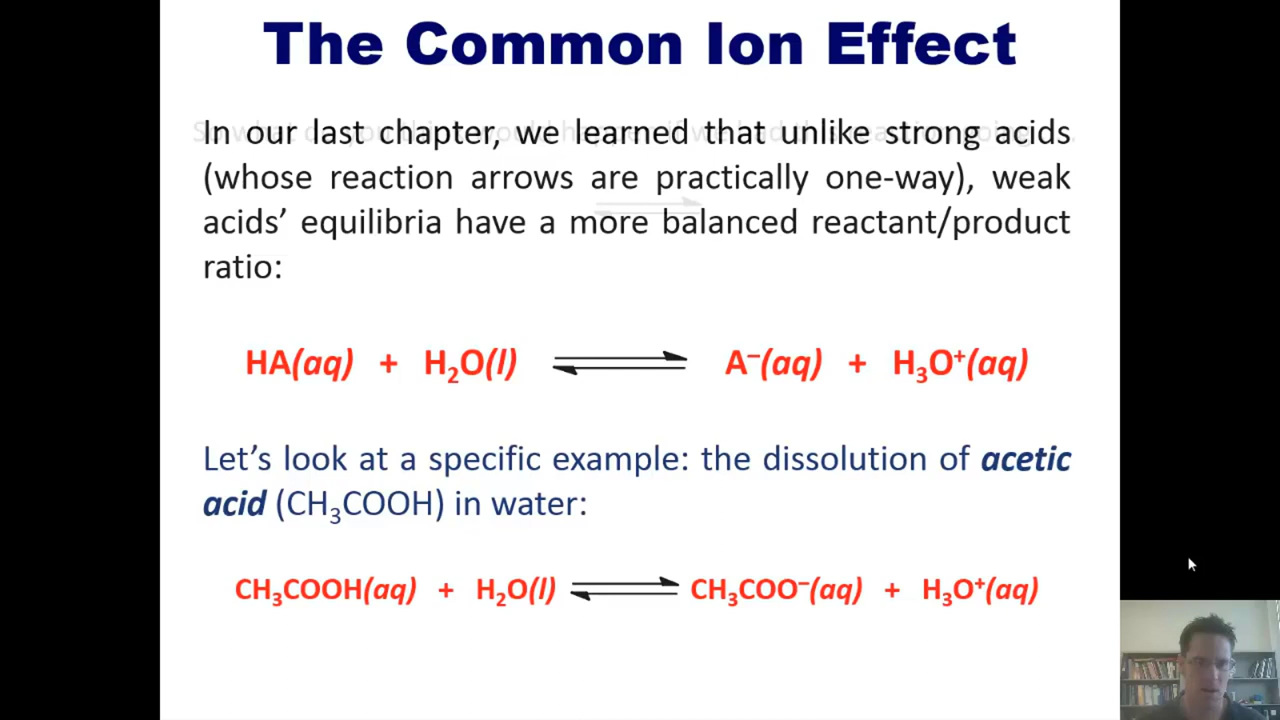 The Common Ion Effect
In our last chapter, we learned that unlike strong acids
(whose reaction arrows are practically one-way), weak
acids’ equilibria have a more balanced reactant/product
ratio:
HA(aq) + H₂O(l) ⇌ A⁻(aq) + H₃O⁺(aq)
Let’s look at a specific example: the dissolution of acetic
acid (CH₃COOH) in water:
CH₃COOH(aq) + H₂O(l) ⇌ CH₃COO⁻(aq) + H₃O⁺(aq)